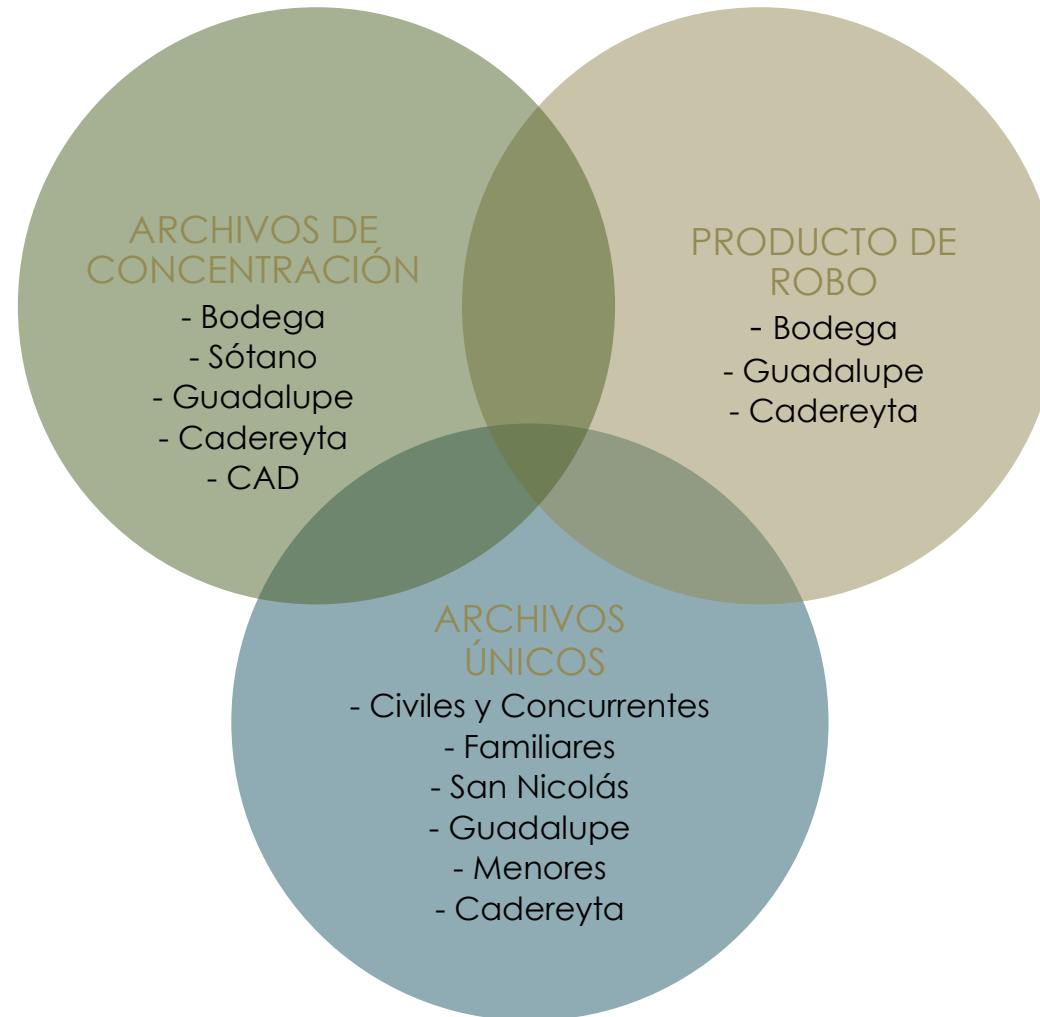 ARCHIVOS DE
CONCENTRACIÓN
- Bodega
- Sótano
- Guadalupe
- Cadereyta
- CAD
PRODUCTO DE
ROBO
- Bodega
- Guadalupe
- Cadereyta
ARCHIVOS
ÚNICOS
- Civiles y Concurrentes
- Familiares
- San Nicolás
- Guadalupe
- Menores
- Cadereyta